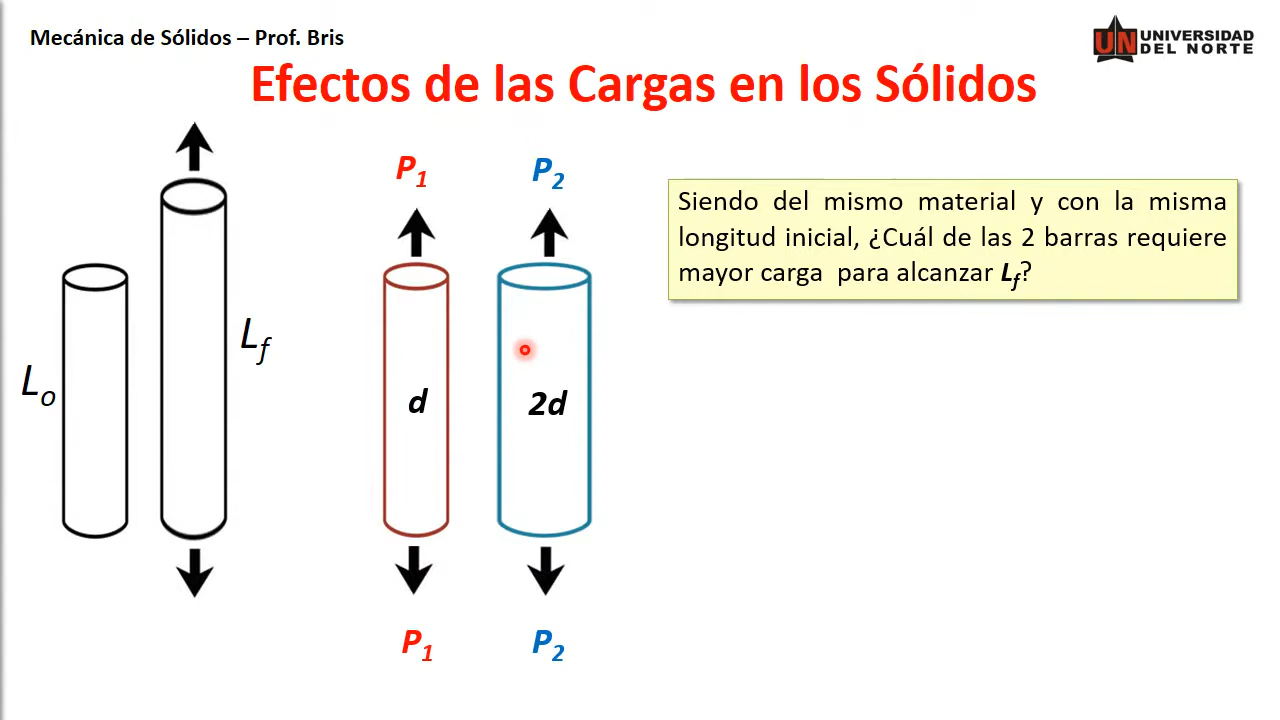 Mecánica de Sólidos – Prof. Bris
UNIVERSIDAD
DEL NORTE
UN
Efectos de las Cargas en los Sólidos
P1
P2
Siendo del mismo material y con la misma
longitud inicial, ¿Cuál de las 2 barras requiere
mayor carga para alcanzar Lf?
Lo
Lf
d
2d
P1
P2